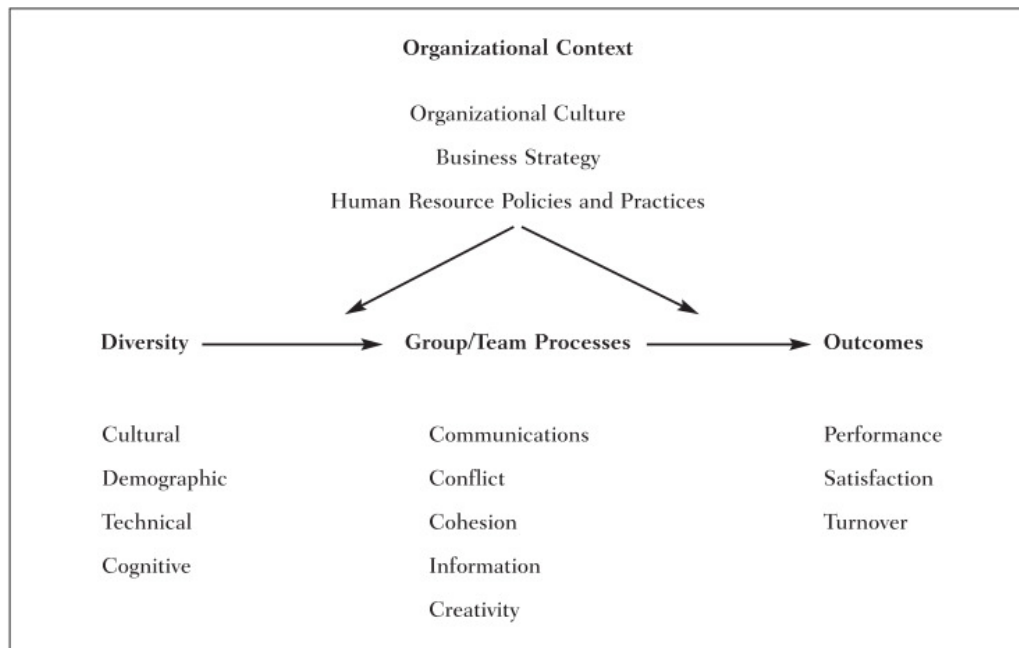 Organizational Context
Organizational Culture
Business Strategy
Human Resource Policies and Practices
Diversity
Group/Team Processes
Outcomes
Cultural
Communications
Performance
Demographic
Conflict
Satisfaction
Technical
Cohesion
Turnover
Cognitive
Information
Creativity